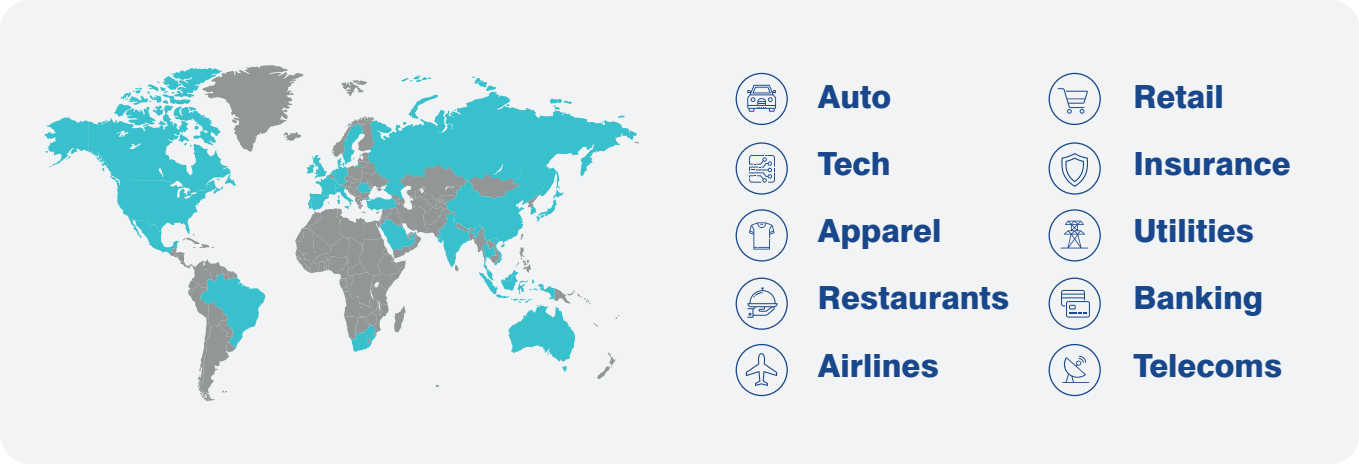 Auto
Tech
Apparel
Restaurants
Airlines
Retail
Insurance
Utilities
Banking
Telecoms